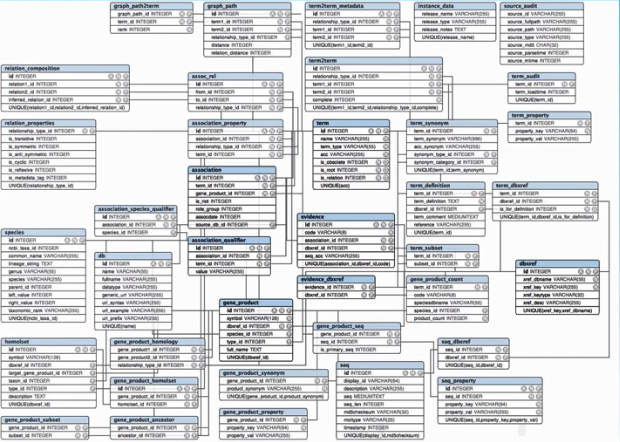 graph_path2term
graph_path_id INTEGER
term_id INTEGER
rank INTEGER
graph_path
id INTEGER
term1_id INTEGER
term2_id INTEGER
relationship_type_id INTEGER
distance INTEGER
relation_distance INTEGER
term2term_metadata
id INTEGER
relationship_type_id INTEGER
term1_id INTEGER
term2_id INTEGER
UNIQUE(term1_id,term2_id)
instance_data
release_name VARCHAR(255)
release_type VARCHAR(255)
release_notes TEXT
UNIQUE(release_name)
source_audit
source_id VARCHAR(255)
source_fullpath VARCHAR(255)
source_path VARCHAR(255)
source_type VARCHAR(255)
source_md5 CHAR(32)
source_parsetime INTEGER
source_mtime INTEGER
relation_composition
id INTEGER
relation1_id INTEGER
relation2_id INTEGER
inferred_relation_id INTEGER
UNIQUE(relation1_id,relation2_id,inferred_relation_id)
assoc_rel
id INTEGER
from_id INTEGER
to_id INTEGER
relationship_type_id INTEGER
term2term
id INTEGER
relationship_type_id INTEGER
term1_id INTEGER
term2_id INTEGER
complete INTEGER
UNIQUE(term1_id,term2_id,relationship_type_id,complete)
term_audit
term_id INTEGER
term_loadtime INTEGER
UNIQUE(term_id)
relation_properties
relationship_type_id INTEGER
is_transitive INTEGER
is_symmetric INTEGER
is_anti_symmetric INTEGER
is_cyclic INTEGER
is_reflexive INTEGER
is_metadata_tag INTEGER
UNIQUE(relationship_type_id)
association_property
id INTEGER
association_id INTEGER
relationship_type_id INTEGER
term_id INTEGER
term
id INTEGER
name VARCHAR(255)
term_type VARCHAR(55)
acc VARCHAR(255)
is_obsolete INTEGER
is_root INTEGER
is_relation INTEGER
UNIQUE(acc)
term_synonym
term_id INTEGER
term_synonym VARCHAR(996)
acc_synonym VARCHAR(255)
synonym_type_id INTEGER
synonym_category_id INTEGER
UNIQUE(term_id,term_synonym)
term_property
term_id INTEGER
property_key VARCHAR(64)
property_val VARCHAR(255)
association
id INTEGER
term_id INTEGER
gene_product_id INTEGER
is_not INTEGER
role_group INTEGER
assocdate INTEGER
source_db_id INTEGER
term_definition
term_id INTEGER
term_definition TEXT
dbxref_id INTEGER
term_comment MEDIUMTEXT
reference VARCHAR(255)
UNIQUE(term_id)
term_dbxref
term_id INTEGER
dbxref_id INTEGER
is_for_definition INTEGER
UNIQUE(term_id,dbxref_id,is_for_definition)
association_species_qualifier
id INTEGER
association_id INTEGER
species_id INTEGER
evidence
id INTEGER
code VARCHAR(8)
association_id INTEGER
dbxref_id INTEGER
seq_acc VARCHAR(255)
UNIQUE(association_id,dbxref_id,code)
species
id INTEGER
ncbi_taxa_id INTEGER
common_name VARCHAR(255)
lineage_string TEXT
genus VARCHAR(55)
species VARCHAR(255)
parent_id INTEGER
left_value INTEGER
right_value INTEGER
taxonomic_rank VARCHAR(255)
UNIQUE(ncbi_taxa_id)
association_qualifier
id INTEGER
association_id INTEGER
term_id INTEGER
value VARCHAR(255)
term_subset
term_id INTEGER
subset_id INTEGER
db
id INTEGER
name VARCHAR(55)
fullname VARCHAR(255)
datatype VARCHAR(255)
generic_url VARCHAR(255)
url_syntax VARCHAR(255)
url_example VARCHAR(255)
uri_prefix VARCHAR(255)
UNIQUE(name)
dbxref
id INTEGER
xref_dbname VARCHAR(55)
xref_key VARCHAR(255)
xref_keytype VARCHAR(32)
xref_desc VARCHAR(255)
UNIQUE(xref_key,xref_dbname)
evidence_dbxref
evidence_id INTEGER
dbxref_id INTEGER
gene_product_count
term_id INTEGER
code VARCHAR(8)
speciesdbname VARCHAR(55)
species_id INTEGER
product_count INTEGER
gene_product
id INTEGER
symbol VARCHAR(128)
dbxref_id INTEGER
species_id INTEGER
type_id INTEGER
full_name TEXT
UNIQUE(dbxref_id)
gene_product_seq
gene_product_id INTEGER
seq_id INTEGER
is_primary_seq INTEGER
homolset
id INTEGER
symbol VARCHAR(128)
dbxref_id INTEGER
target_gene_product_id INTEGER
taxon_id INTEGER
type_id INTEGER
description TEXT
UNIQUE(dbxref_id)
gene_product_homology
gene_product1_id INTEGER
gene_product2_id INTEGER
relationship_type_id INTEGER
seq_dbxref
seq_id INTEGER
dbxref_id INTEGER
UNIQUE(seq_id,dbxref_id)
gene_product_homolset
id INTEGER
gene_product_id INTEGER
homolset_id INTEGER
gene_product_synonym
gene_product_id INTEGER
product_synonym VARCHAR(255)
UNIQUE(gene_product_id,product_synonym)
seq
id INTEGER
display_id VARCHAR(64)
description VARCHAR(255)
seq MEDIUMTEXT
seq_len INTEGER
md5checksum VARCHAR(32)
moltype VARCHAR(25)
timestamp INTEGER
UNIQUE(display_id,md5checksum)
seq_property
id INTEGER
seq_id INTEGER
property_key VARCHAR(64)
property_val VARCHAR(255)
UNIQUE(seq_id,property_key,property_val)
gene_product_subset
gene_product_id INTEGER
subset_id INTEGER
gene_product_ancestor
gene_product_id INTEGER
ancestor_id INTEGER
gene_product_property
gene_product_id INTEGER
property_key VARCHAR(64)
property_val VARCHAR(255)